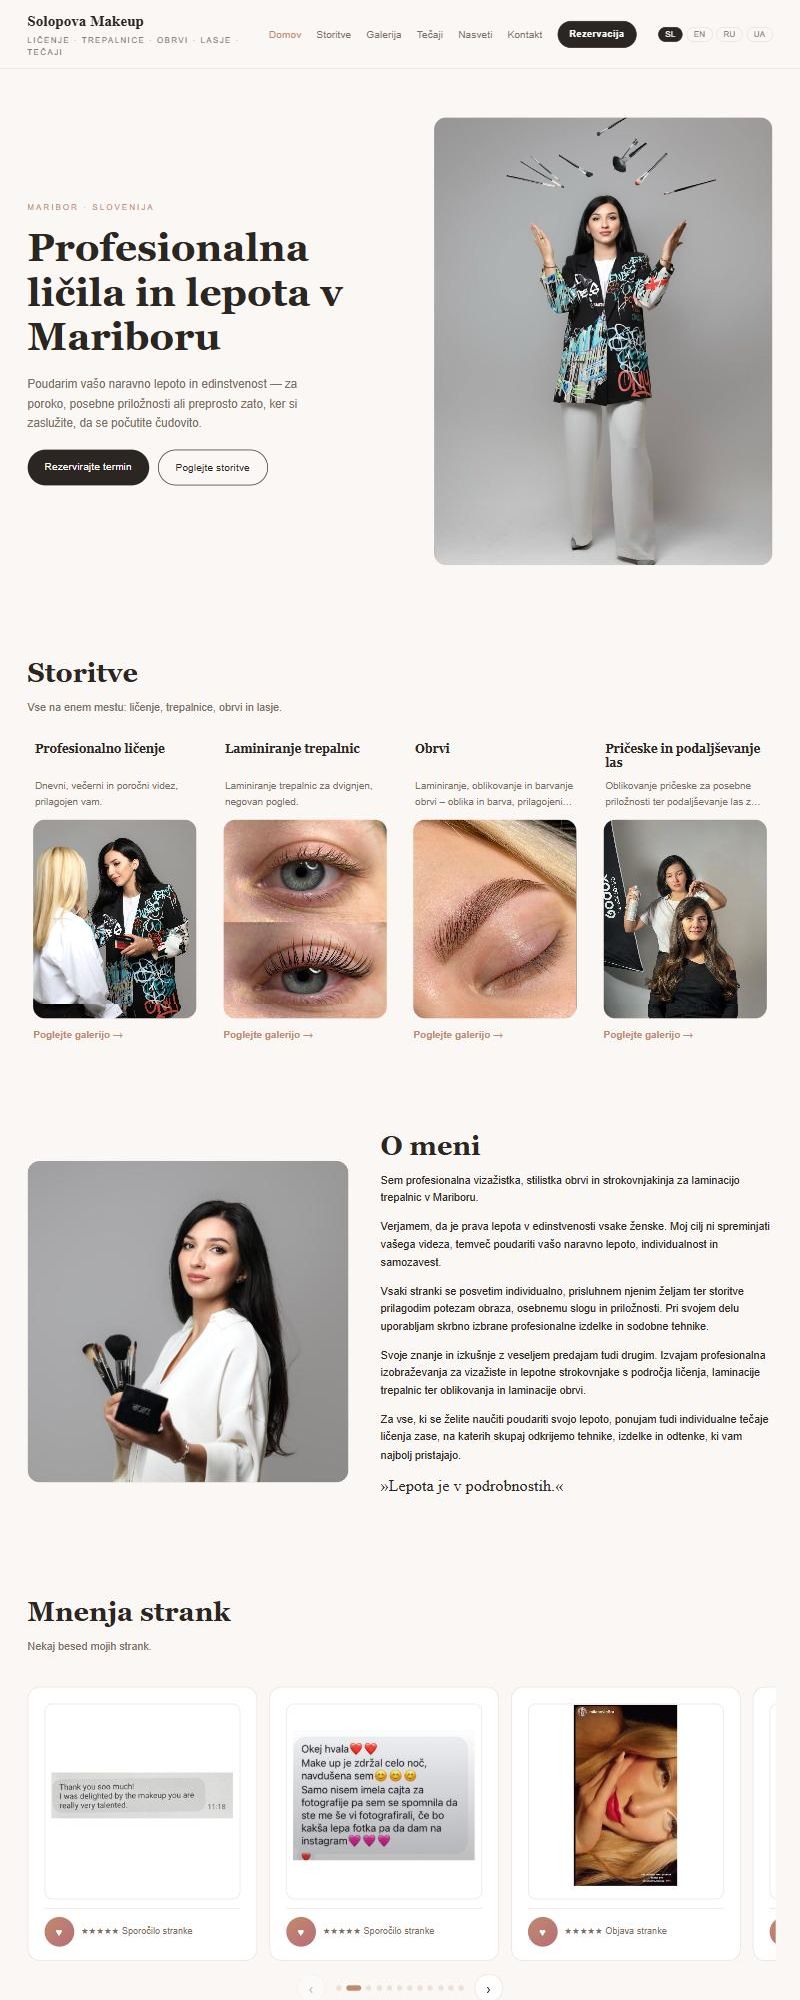 Solopova Makeup
LIČENJE · TREPALNICE · OBRVI · LASJE ·
TEČAJI
Domov
Storitve
Galerija
Tečaji
Nasveti
Kontakt
Rezervacija
SL
EN
RU
UA
MARIBOR · SLOVENIJA
Profesionalna
ličila in lepota v
Mariboru
Poudarim vašo naravno lepoto in edinstvenost — za
poroko, posebne priložnosti ali preprosto zato, ker si
zaslužite, da se počutite čudovito.
Rezervirajte termin
Poglejte storitve
Storitve
Vse na enem mestu: ličenje, trepalnice, obrvi in lasje.
Profesionalno ličenje
Dnevni, večerni in poročni videz,
prilagojen vam.
Poglejte galerijo →
Laminiranje trepalnic
Laminiranje trepalnic za dvignjen,
negovan pogled.
Poglejte galerijo →
Obrvi
Laminiranje, oblikovanje in barvanje
obrvi – oblika in barva, prilagojeni...
Poglejte galerijo →
Pričeske in podaljševanje
las
Oblikovanje pričeske za posebne
priložnosti ter podaljševanje las z...
Godox
Poglejte galerijo →
O meni
Sem profesionalna vizažistka, stilistka obrvi in strokovnjakinja za laminacijo
trepalnic v Mariboru.
Verjamem, da je prava lepota v edinstvenosti vsake ženske. Moj cilj ni spreminjati
vašega videza, temveč poudariti vašo naravno lepoto, individualnost in
samozavest.
Vsaki stranki se posvetim individualno, prisluhnem njenim željam ter storitve
prilagodim potezam obraza, osebnemu slogu in priložnosti. Pri svojem delu
uporabljam skrbno izbrane profesionalne izdelke in sodobne tehnike.
Svoje znanje in izkušnje z veseljem predajam tudi drugim. Izvajam profesionalna
izobraževanja za vizažiste in lepotne strokovnjake s področja ličenja, laminacije
trepalnic ter oblikovanja in laminacije obrvi.
Za vse, ki se želite naučiti poudariti svojo lepoto, ponujam tudi individualne tečaje
ličenja zase, na katerih skupaj odkrijemo tehnike, izdelke in odtenke, ki vam
najbolj pristajajo.
»Lepota je v podrobnostih.«
Mnenja strank
Nekaj besed mojih strank.
Thank you soo much!
I was delighted by the makeup you are
really very talented.
11:18
★★★★★ Sporočilo stranke
Okej hvala❤️❤️
Make up je zdržal celo noč,
navdušena sem😊😊😊
Samo nisem imela cajta za
fotografije pa sem se spomnila da
ste me še vi fotografirali, če bo
kakša lepa fotka pa da dam na
instagram💜💜💜
★★★★★ Sporočilo stranke
★★★★★ Objava stranke